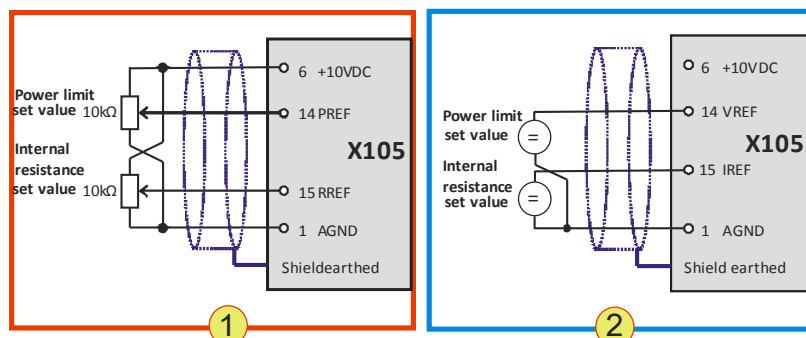 6 +10VDC
Power limit
set value 10kΩ
14 PREF
Internal
resistance
set value 10kΩ
X105
15 RREF
1 AGND
Shieldearthed
1
6 +10VDC
Power limit
set value
14 VREF
X105
Internal
resistance
set value
15 IREF
=
=
1 AGND
Shield earthed
2